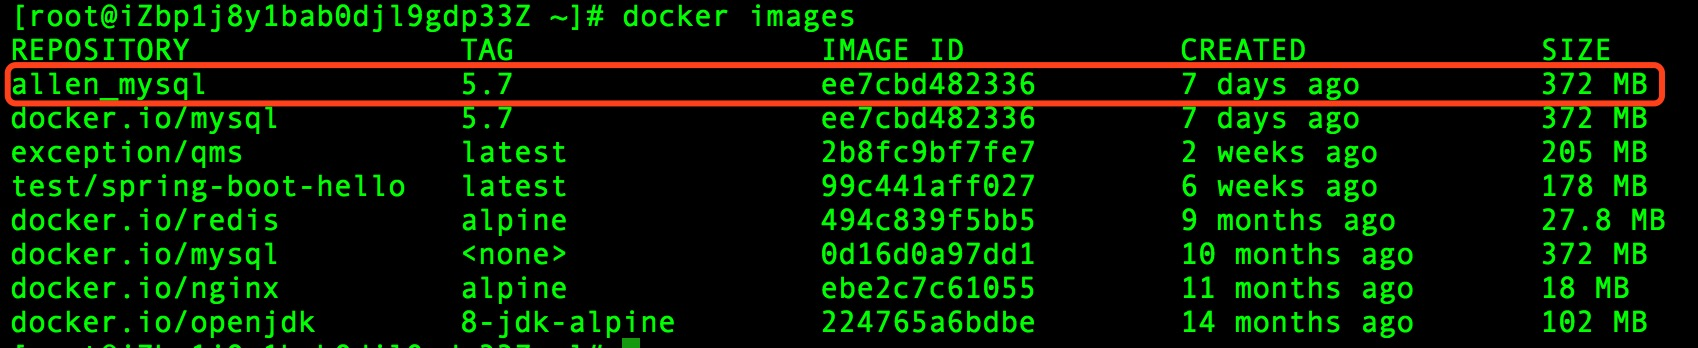 [root@iZbp1j8y1bab0djl9gdp33Z ~]# docker images
REPOSITORY TAG IMAGE ID CREATED SIZE
allen_mysql 5.7 ee7cbd482336 7 days ago 372 MB
docker.io/mysql 5.7 ee7cbd482336 7 days ago 372 MB
exception/qms latest 2b8fc9bf7fe7 2 weeks ago 205 MB
test/spring-boot-hello latest 99c441aff027 6 weeks ago 178 MB
docker.io/redis alpine 494c839f5bb5 9 months ago 27.8 MB
docker.io/mysql <none> 0d16d0a97dd1 10 months ago 372 MB
docker.io/nginx alpine ebe2c7c61055 11 months ago 18 MB
docker.io/openjdk 8-jdk-alpine 224765a6bdbe 14 months ago 102 MB